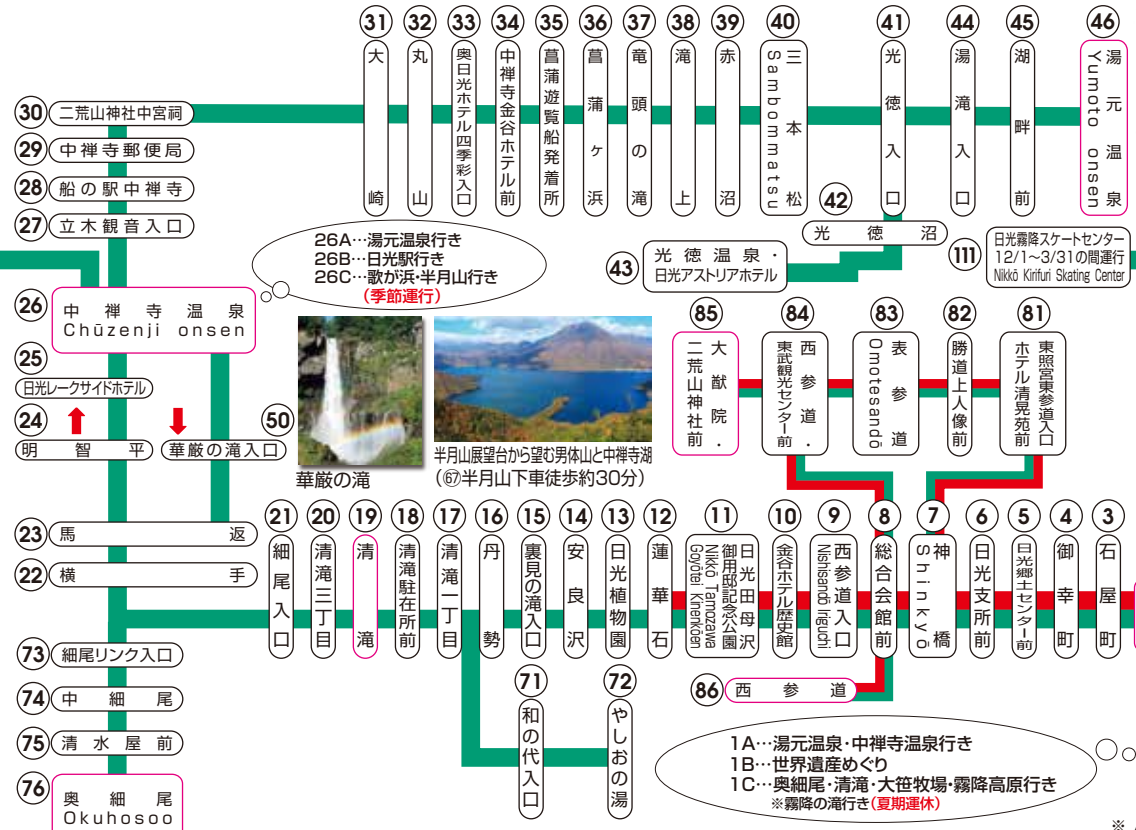 31
大崎
32
丸山
33
奥日光ホテル四季彩入口
34
中禅寺金谷ホテル前
35
菖蒲遊覧船発着所
36
菖蒲ヶ浜
37
竜頭の滝
38
滝上
39
赤沼
40
三本松
Sambommatsu
41
光徳入口
44
湯滝入口
45
湖畔前
46
湯元温泉
Yumoto onsen
30
二荒山神社中宮祠
29
中禅寺郵便局
28
船の駅中禅寺
27
立木観音入口
42
光徳沼
43
光徳温泉・
日光アストリアホテル
111
日光霧降スケートセンター
12/1~3/31の間運行
Nikkō Kirifuri Skating Center
26A…湯元温泉行き
26B…日光駅行き
26C…歌が浜・半月山行き
(季節運行)
26
中禅寺温泉
Chūzenji onsen
25
日光レークサイドホテル
24
明智平
50
華厳の滝入口
華厳の滝
半月山展望台から望む男体山と中禅寺湖
(67半月山下車徒歩約30分)
85
大猷院・
二荒山神社前
84
西参道・
東武観光センター前
83
表参道
Omotesandō
82
勝道上人像前
81
東照宮東参道入口
ホテル清晃苑前
23
馬返
22
横手
21
細尾入口
20
清滝三丁目
19
清滝
18
清滝駐在所前
17
清滝一丁目
16
丹勢
15
裏見の滝入口
14
安良沢
13
日光植物園
12
蓮華石
11
日光田母沢
御用邸記念公園
Nikkō Tamozawa
Goyōtei Kinenkōen
10
金谷ホテル歴史館
9
西参道入口
Nishisandō Iriguchi
8
総合会館前
7
神橋
Shinkyō
6
日光支所前
5
日光郷土センター前
4
御幸町
3
石屋町
73
細尾リンク入口
74
中細尾
75
清水屋前
76
奥細尾
Okuhosoo
71
和の代入口
72
やしおの湯
86
西参道
1A…湯元温泉・中禅寺温泉行き
1B…世界遺産めぐり
1C…奥細尾・清滝・大笹牧場・霧降高原行き
※霧降の滝行き(夏期運休)
※